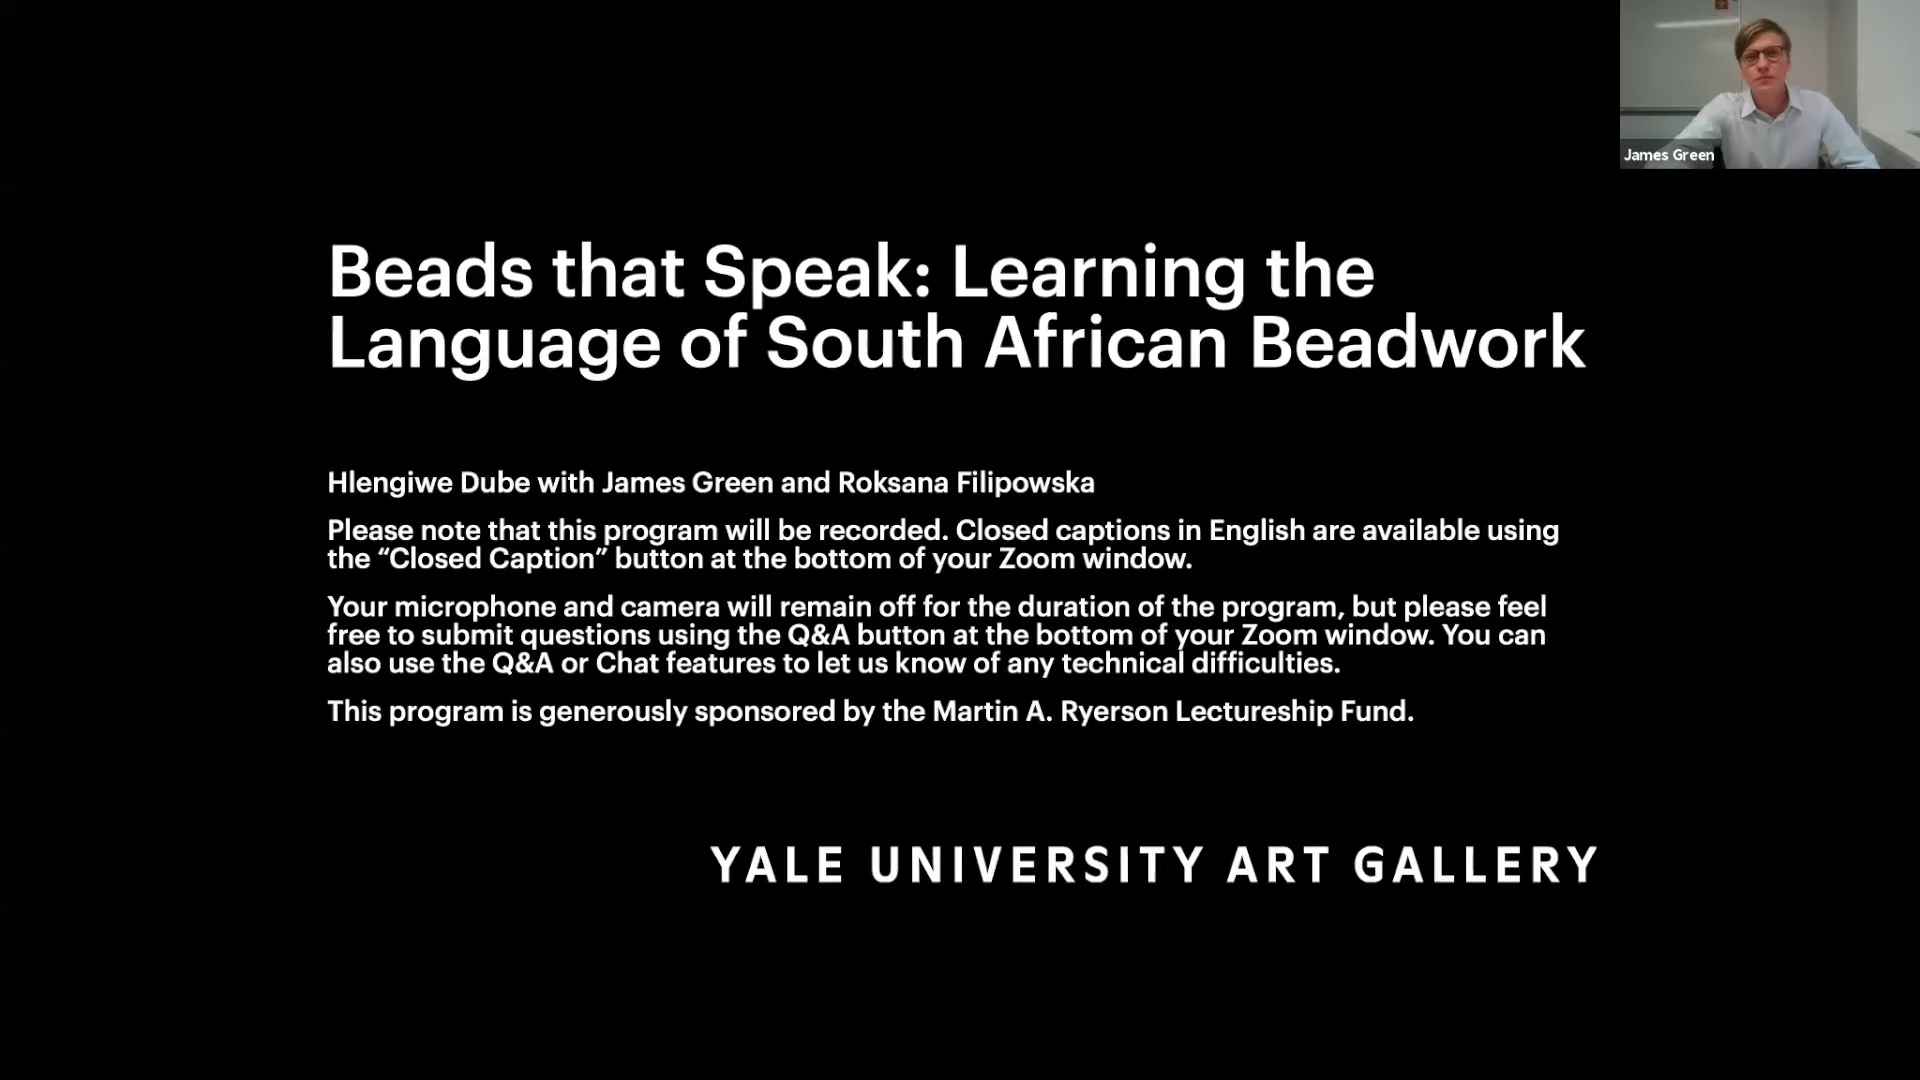 James Green
Beads that Speak: Learning the
Language of South African Beadwork
Hlengiwe Dube with James Green and Roksana Filipowska
Please note that this program will be recorded. Closed captions in English are available using
the “Closed Caption” button at the bottom of your Zoom window.
Your microphone and camera will remain off for the duration of the program, but please feel
free to submit questions using the Q&A button at the bottom of your Zoom window. You can
also use the Q&A or Chat features to let us know of any technical difficulties.
This program is generously sponsored by the Martin A. Ryerson Lectureship Fund.
YALE UNIVERSITY ART GALLERY